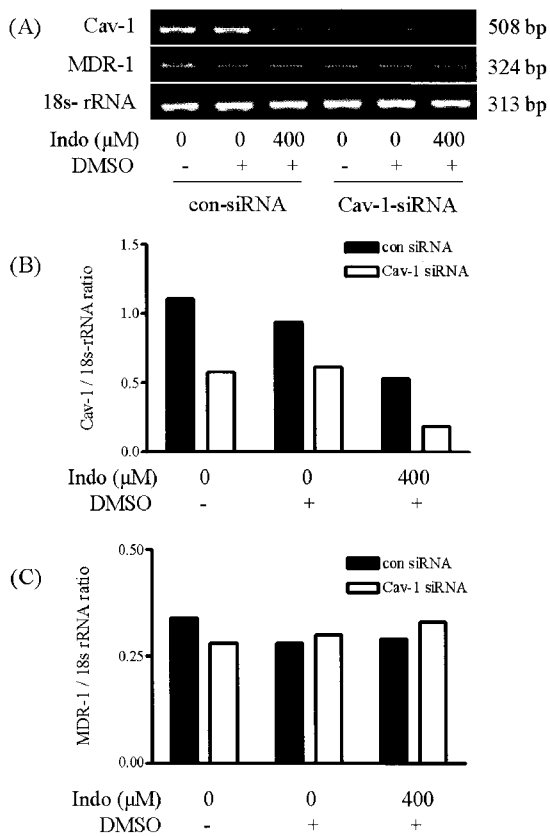 (A)
Cav-1 508 bp
MDR-1 324 bp
18s- rRNA 313 bp
Indo (µM) 0 0 400 0 0 400
DMSO - + + - + +
con-siRNA Cav-1-siRNA
(B)
Cav-1 / 18s-rRNA ratio
1.5
1.0
0.5
0.0
con siRNA
Cav-1 siRNA
Indo (µM) 0 0 400
DMSO - + +
(C)
MDR-1 / 18s rRNA ratio
0.50
0.25
0.00
con siRNA
Cav-1 siRNA
Indo (µM) 0 0 400
DMSO - + +